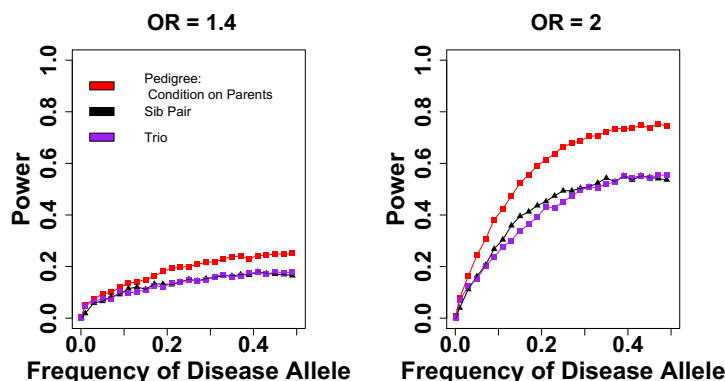 OR = 1.4
Power
1.0
0.8
0.6
0.4
0.2
0.0
Pedigree:
Condition on Parents
Sib Pair
Trio
0.0 0.2 0.4
Frequency of Disease Allele
OR = 2
Power
1.0
0.8
0.6
0.4
0.2
0.0
0.0 0.2 0.4
Frequency of Disease Allele